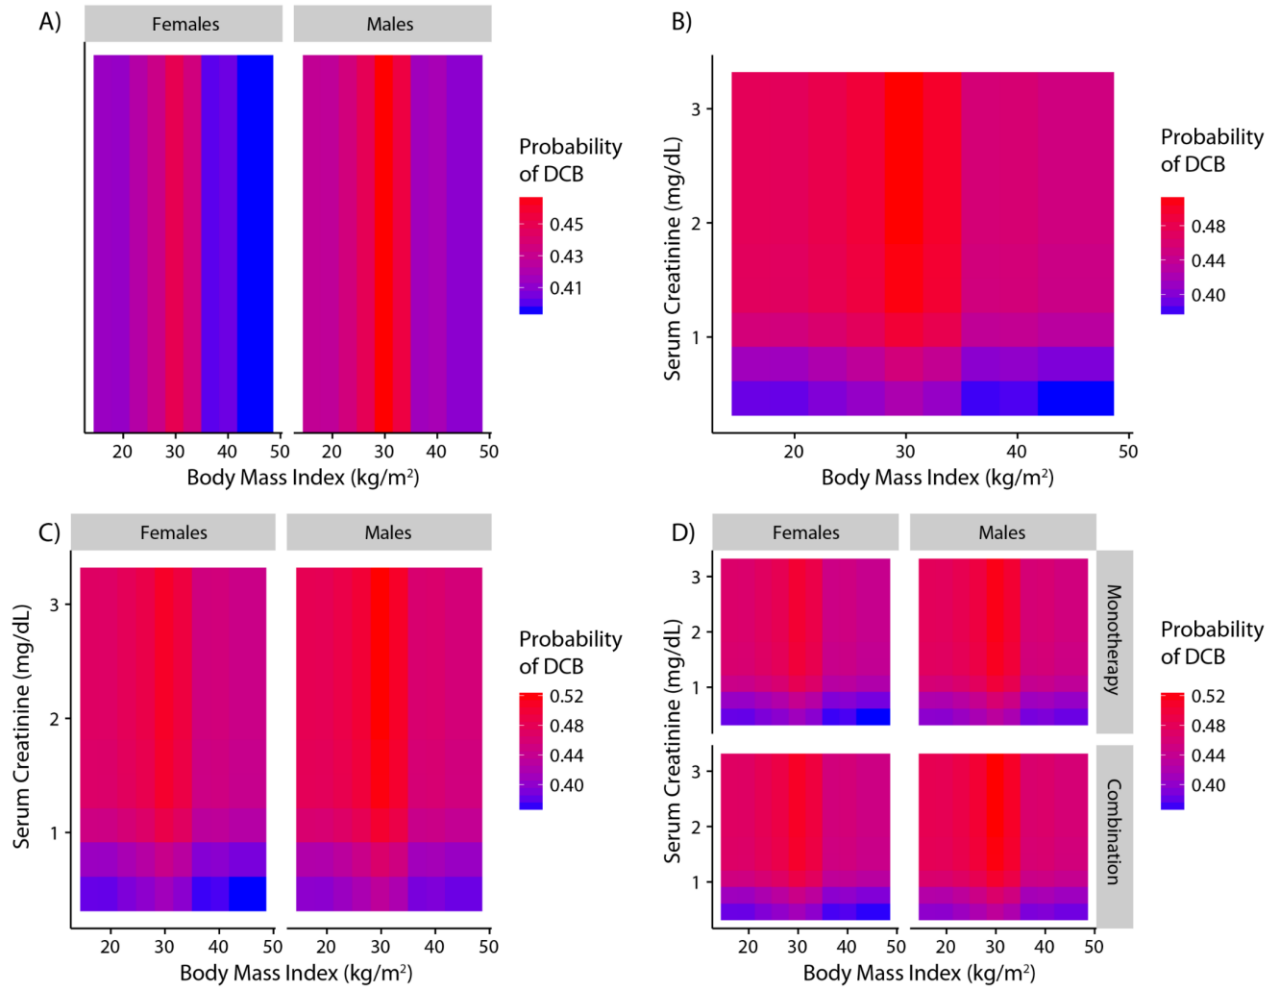 A)
Females
Males
20
30
40
50
20
30
40
50
Body Mass Index (kg/m²)
Probability
of DCB
0.45
0.43
0.41
B)
Serum Creatinine (mg/dL)
3
2
1
20
30
40
50
Body Mass Index (kg/m²)
Probability
of DCB
0.48
0.44
0.40
C)
Females
Males
Serum Creatinine (mg/dL)
3
2
1
20
30
40
50
20
30
40
50
Body Mass Index (kg/m²)
Probability
of DCB
0.52
0.48
0.44
0.40
D)
Females
Males
Serum Creatinine (mg/dL)
3
2
1
Monotherapy
3
2
1
Combination
20
30
40
50
20
30
40
50
Body Mass Index (kg/m²)
Probability
of DCB
0.52
0.48
0.44
0.40